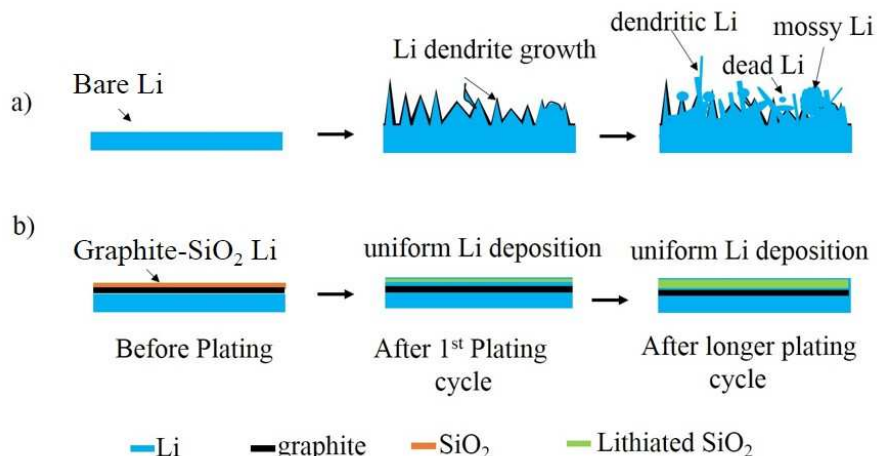 dendritic Li
mossy Li
Li dendrite growth
dead Li
Bare Li
a)
b)
Graphite-SiO₂ Li
uniform Li deposition
uniform Li deposition
Before Plating
After 1ˢᵗ Plating
cycle
After longer plating
cycle
Li
graphite
SiO₂
Lithiated SiO₂